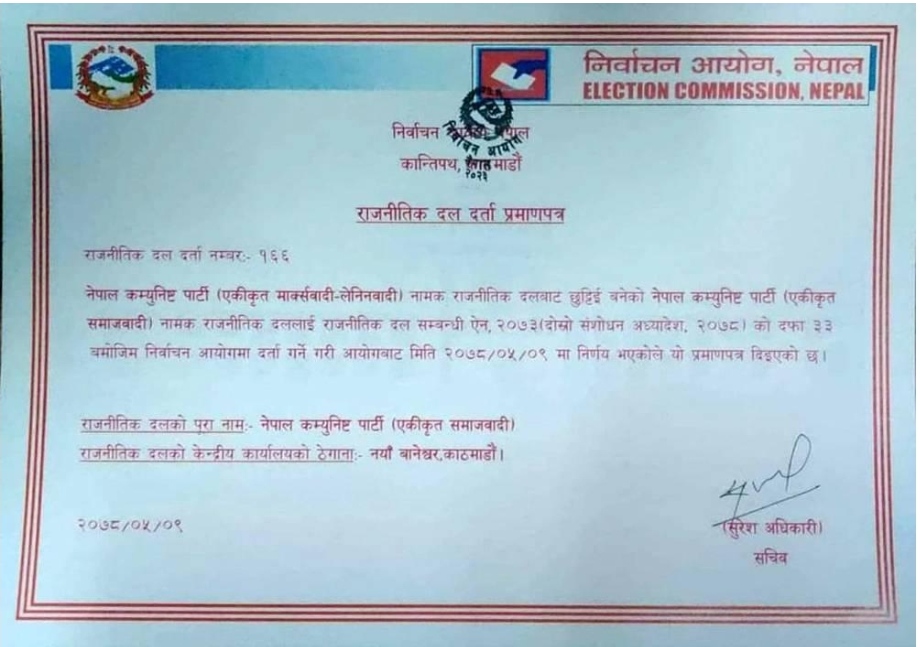 निर्वाचन आयोग, नेपाल
ELECTION COMMISSION, NEPAL
निर्वाचन नेपाल
निर्वाचन आयोग
नेपाल
२०२३
कान्तिपथ, माडौं
राजनीतिक दल दर्ता प्रमाणपत्र
राजनीतिक दल दर्ता नम्बर:- १६६
नेपाल कम्युनिष्ट पार्टी (एकीकृत मार्क्सवादी-लेनिनवादी) नामक राजनीतिक दलबाट छुट्टिई बनेको नेपाल कम्युनिष्ट पार्टी (एकीकृत
समाजवादी) नामक राजनीतिक दललाई राजनीतिक दल सम्बन्धी ऐन, २०७३(दोस्रो संशोधन अध्यादेश, २०७८) को दफा ३३
बमोजिम निर्वाचन आयोगमा दर्ता गर्ने गरी आयोगबाट मिति २०७८/०५/०९ मा निर्णय भएकोले यो प्रमाणपत्र दिइएको छ।
राजनीतिक दलको पूरा नाम:- नेपाल कम्युनिष्ट पार्टी (एकीकृत समाजवादी)
राजनीतिक दलको केन्द्रीय कार्यालयको ठेगाना:- नयाँ बानेश्वर,काठमाडौं।
२०७८/०५/०९
(सुरेश अधिकारी)
सचिव